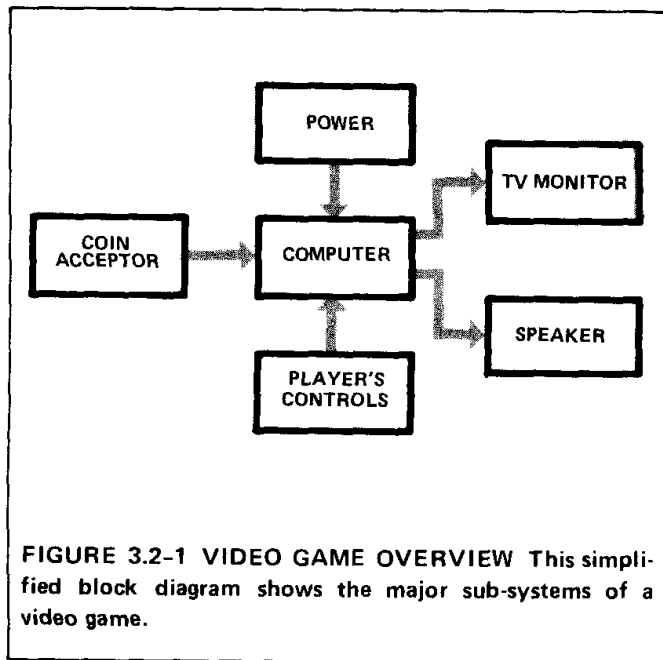 POWER
TV MONITOR
COIN
ACCEPTOR
COMPUTER
SPEAKER
PLAYER'S
CONTROLS
FIGURE 3.2-1 VIDEO GAME OVERVIEW This simpli-
fied block diagram shows the major sub-systems of a
video game.